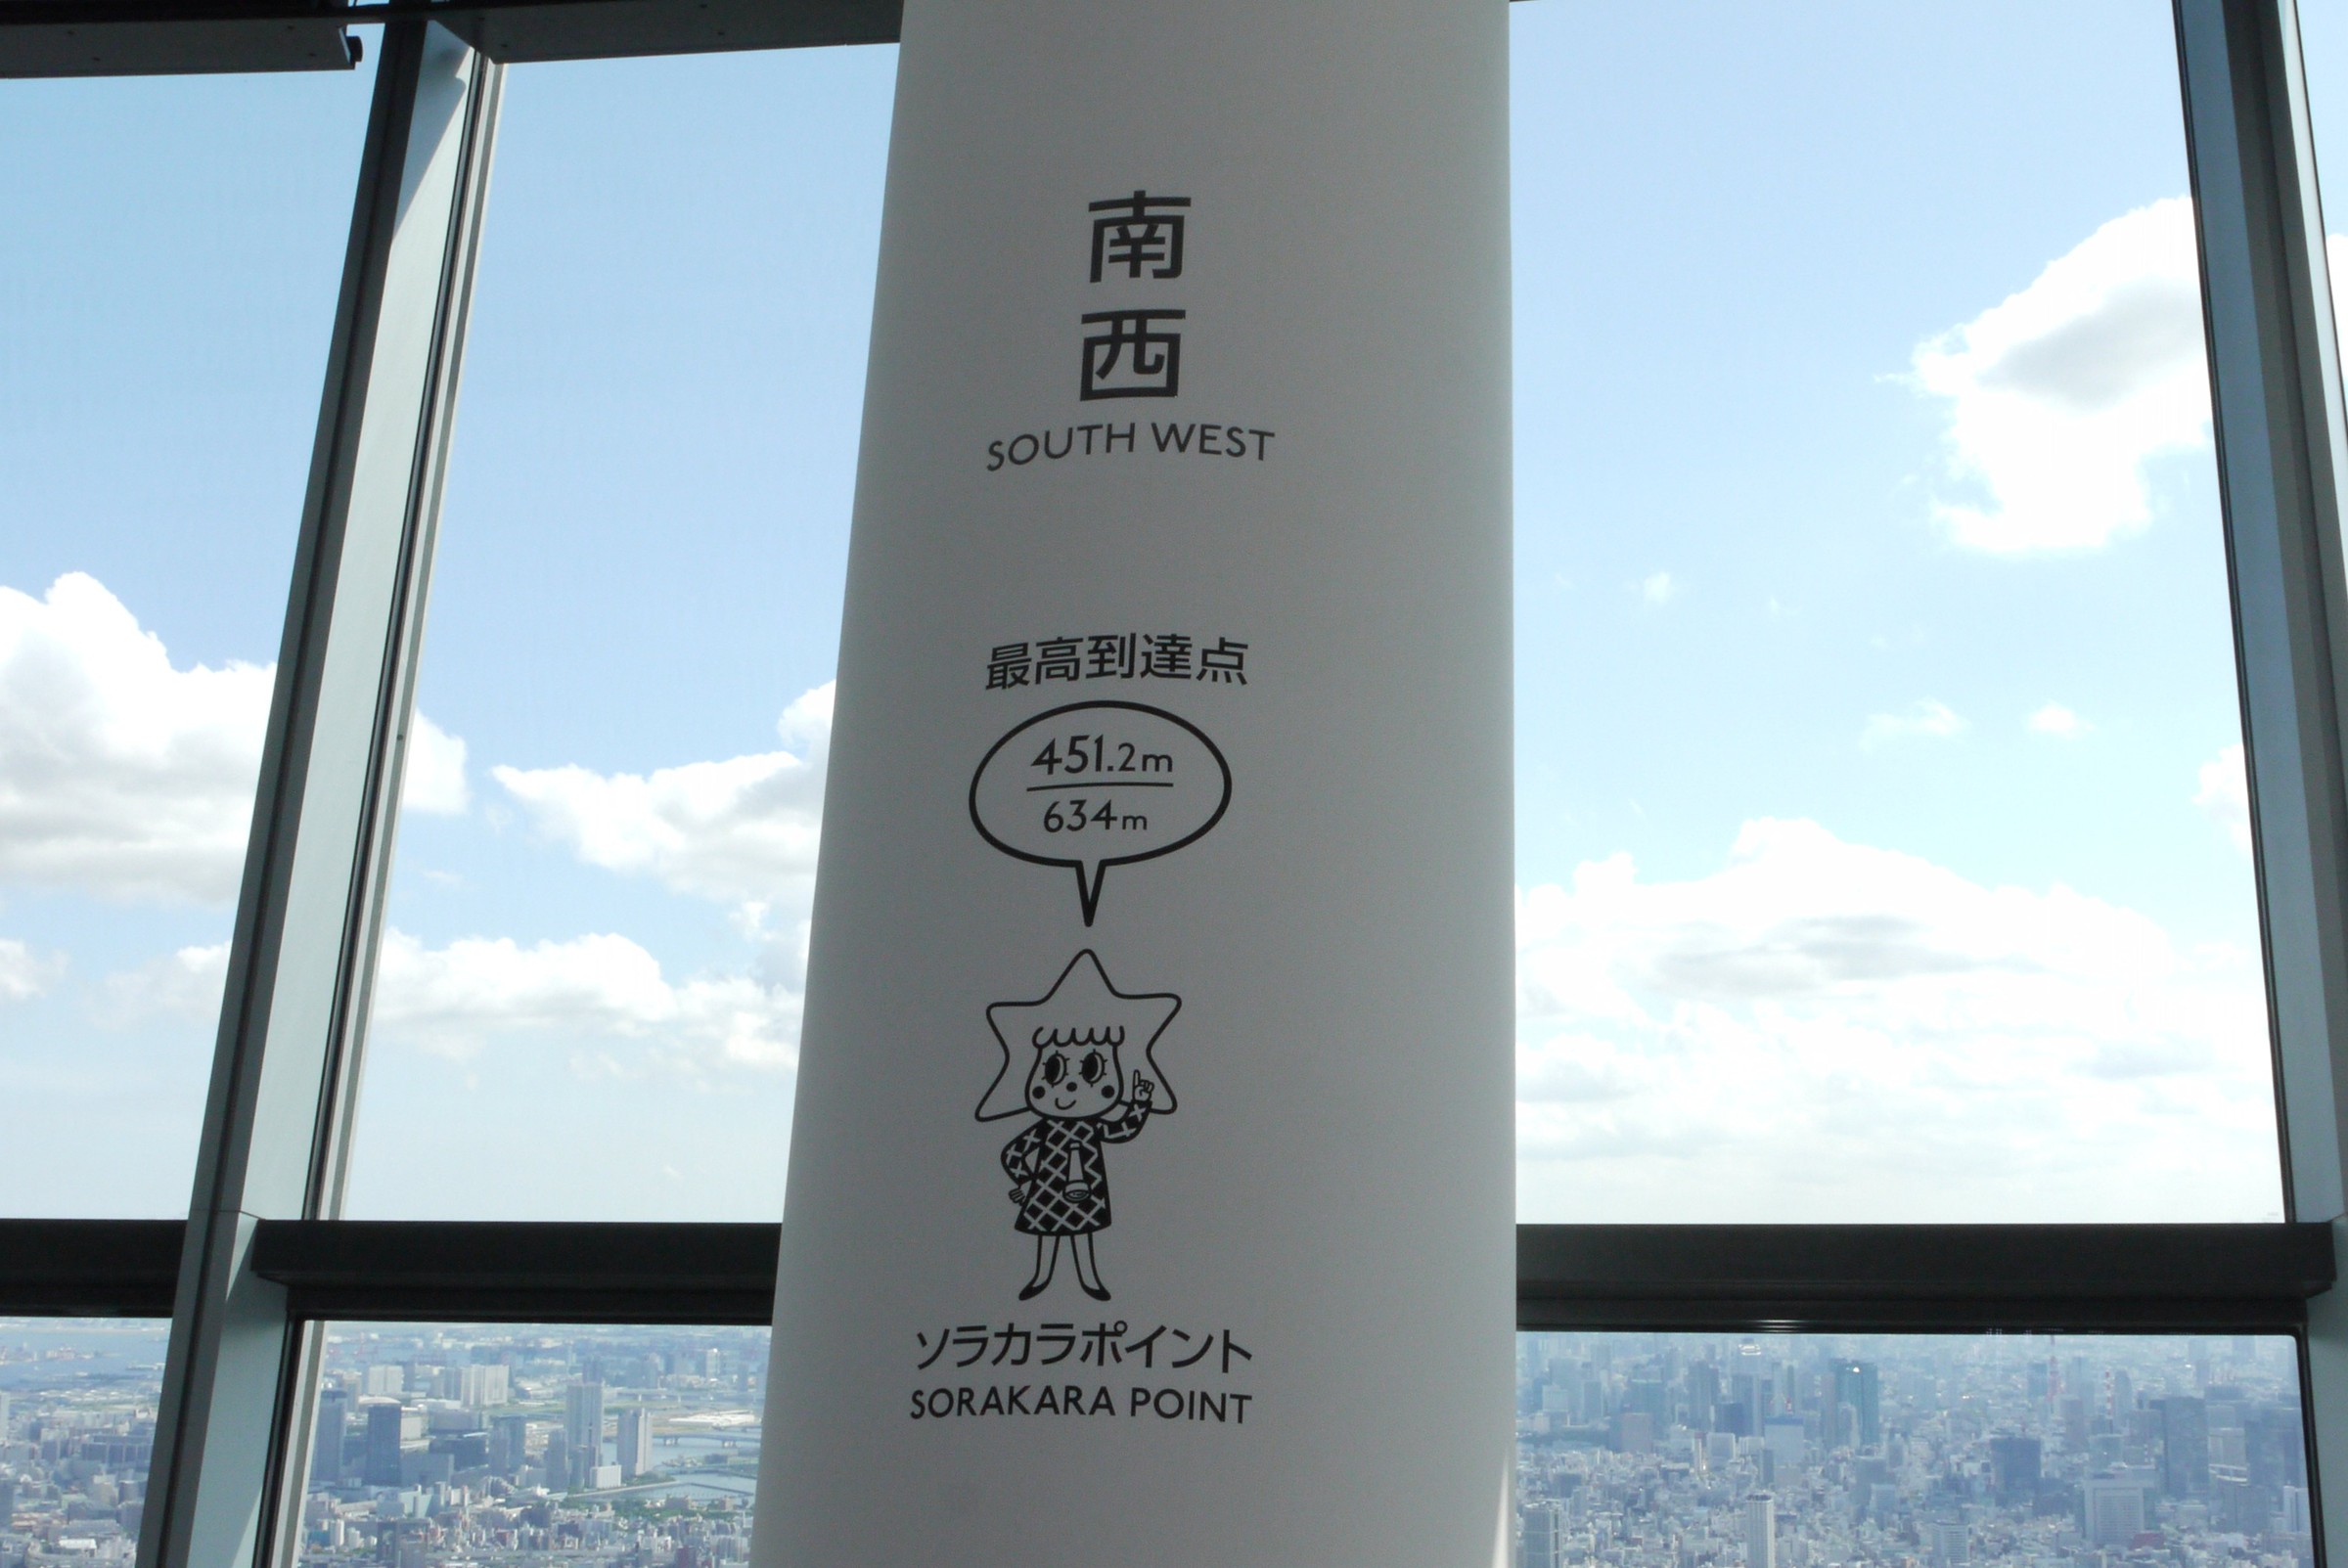 南
西
SOUTH WEST
最高到達点
451.2m
634m
ソラカラポイント
SORAKARA POINT